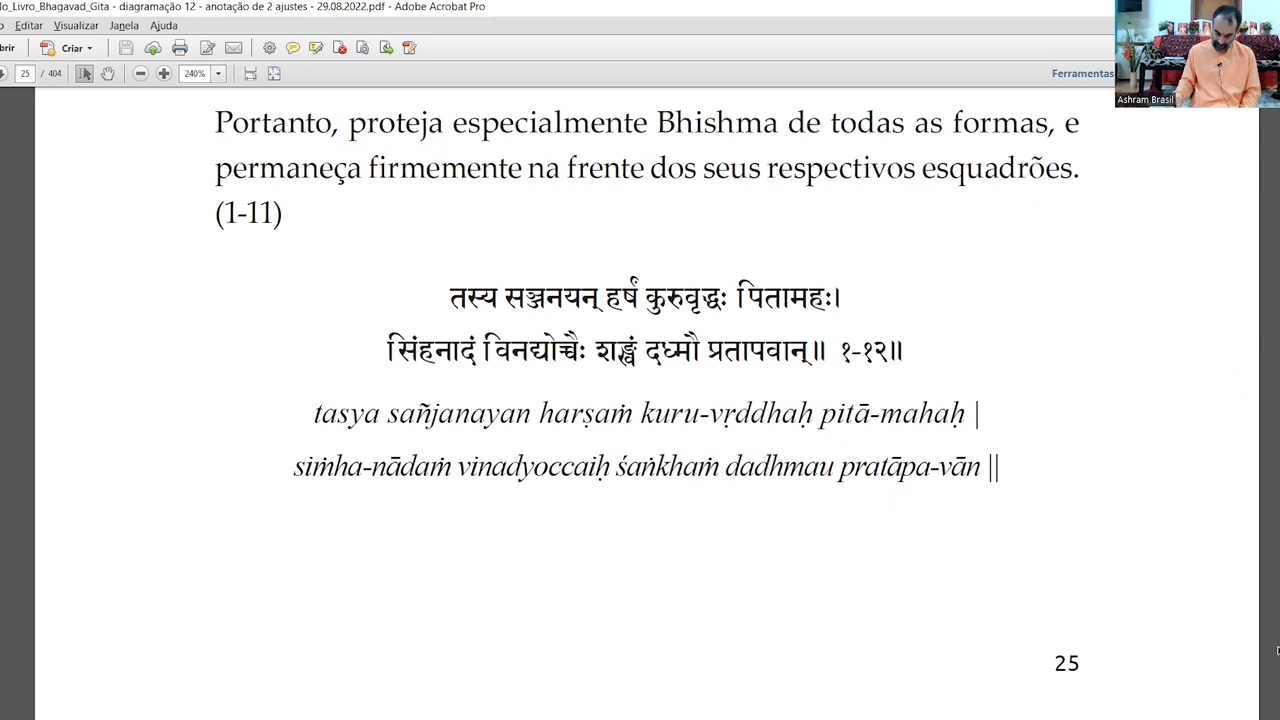 lo_Livro_Bhagavad_Gita - diagramação 12 - anotação de 2 ajustes - 29.08.2022.pdf - Adobe Acrobat Pro
Editar Visualizar Janela Ajuda
Criar
25 / 404 240% Ferramentas
Ashram Brasil
Portanto, proteja especialmente Bhishma de todas as formas, e
permaneça firmemente na frente dos seus respectivos esquadrões.
(1-11)
तस्य सञ्जनयन् हर्षं कुरुवृद्धः पितामहः।
सिंहनादं विनद्योच्चैः शङ्खं दध्मौ प्रतापवान्॥ १-१२॥
tasya sañjanayan harṣaṁ kuru-vṛddhaḥ pitā-mahaḥ |
siṁha-nādaṁ vinadyoccaiḥ śaṅkhaṁ dadhmau pratāpa-vān ||
25